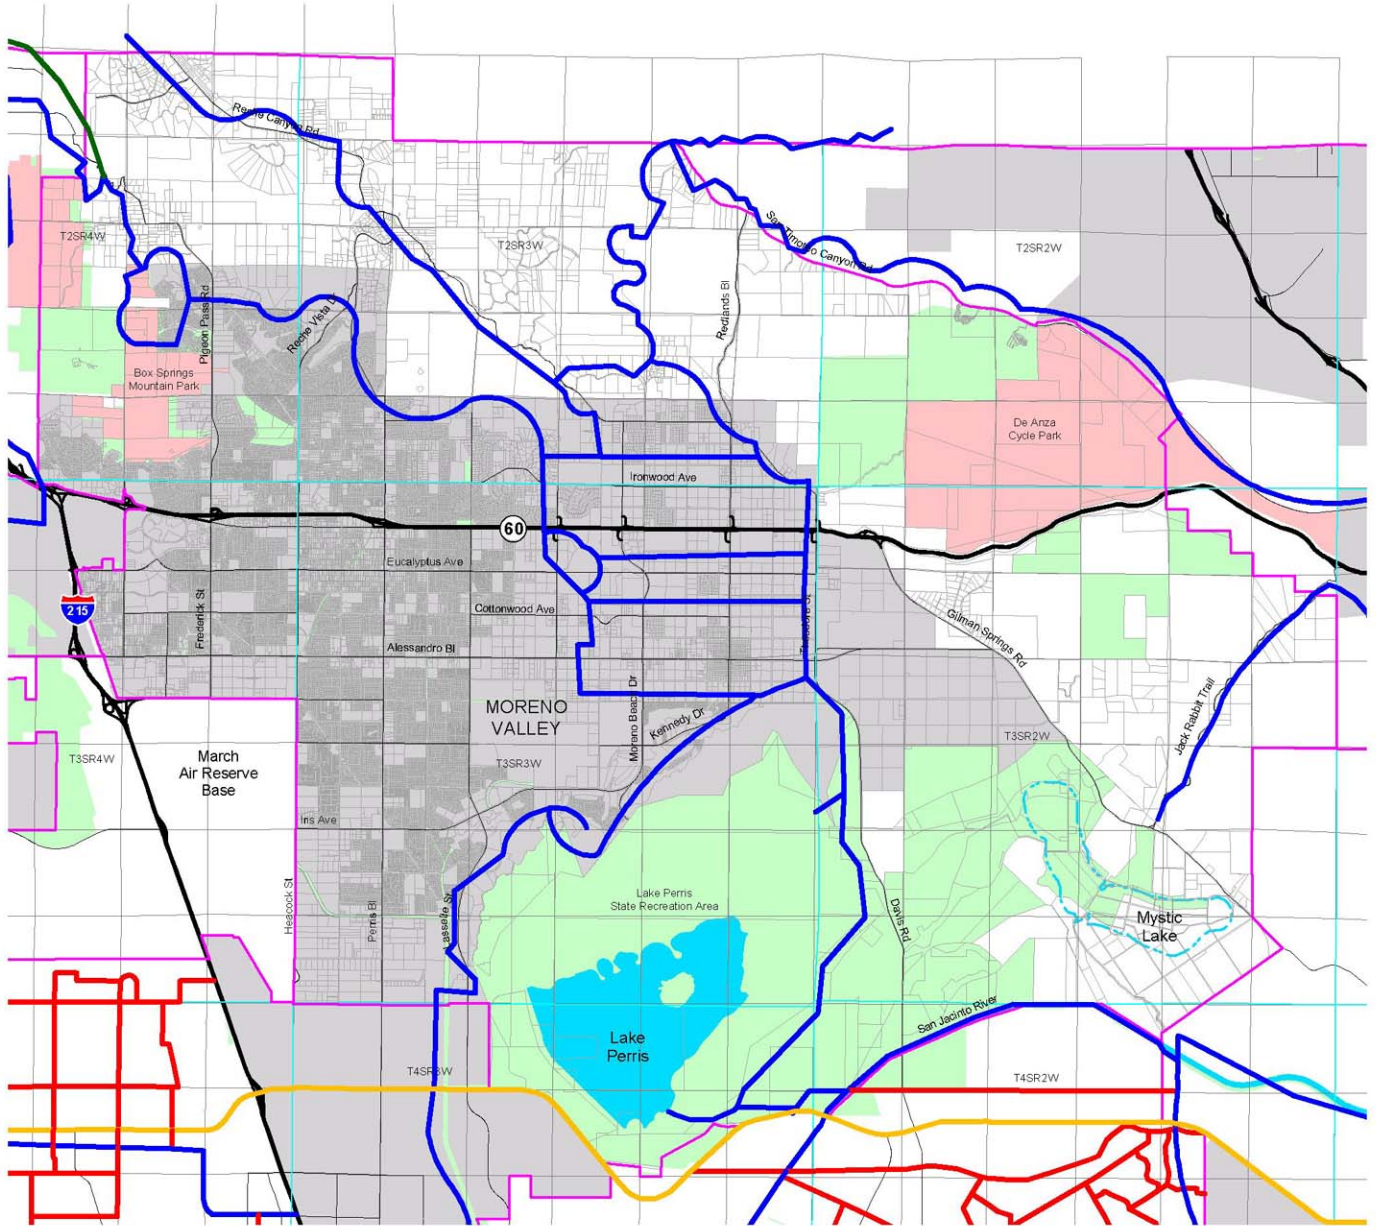 Reche Canyon Rd
T2SR4W
T2SR3W
San Timoteo Canyon Rd
T2SR2W
Redlands Bl
Pigeon Pass Rd
Reche Vista Dr
Box Springs
Mountain Park
De Anza
Cycle Park
Ironwood Ave
60
Eucalyptus Ave
215
Frederick St
Cottonwood Ave
Gilman Springs Rd
Alessandro Bl
Moreno Beach Dr
Jack Rabbit Trail
MORENO
VALLEY
Kennedy Dr
T3SR4W
March
Air Reserve
Base
T3SR3W
T3SR2W
Iris Ave
Heacock St
Perris Bl
Lasselle St
Lake Perris
State Recreation Area
Davis Rd
Mystic
Lake
San Jacinto River
Lake
Perris
T4SR3W
T4SR2W